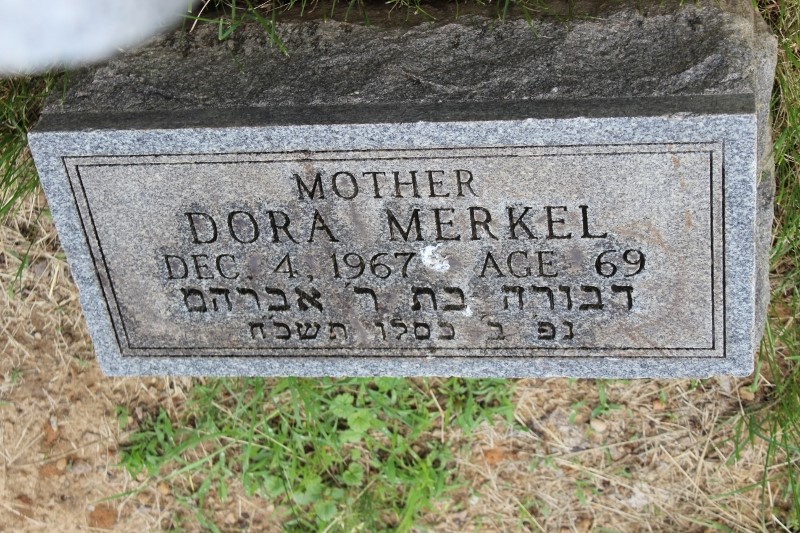 MOTHER
DORA MERKEL
DEC. 4, 1967 AGE 69
דבורה בת ר' אברהם
נפ' ב' כסלו תשכח